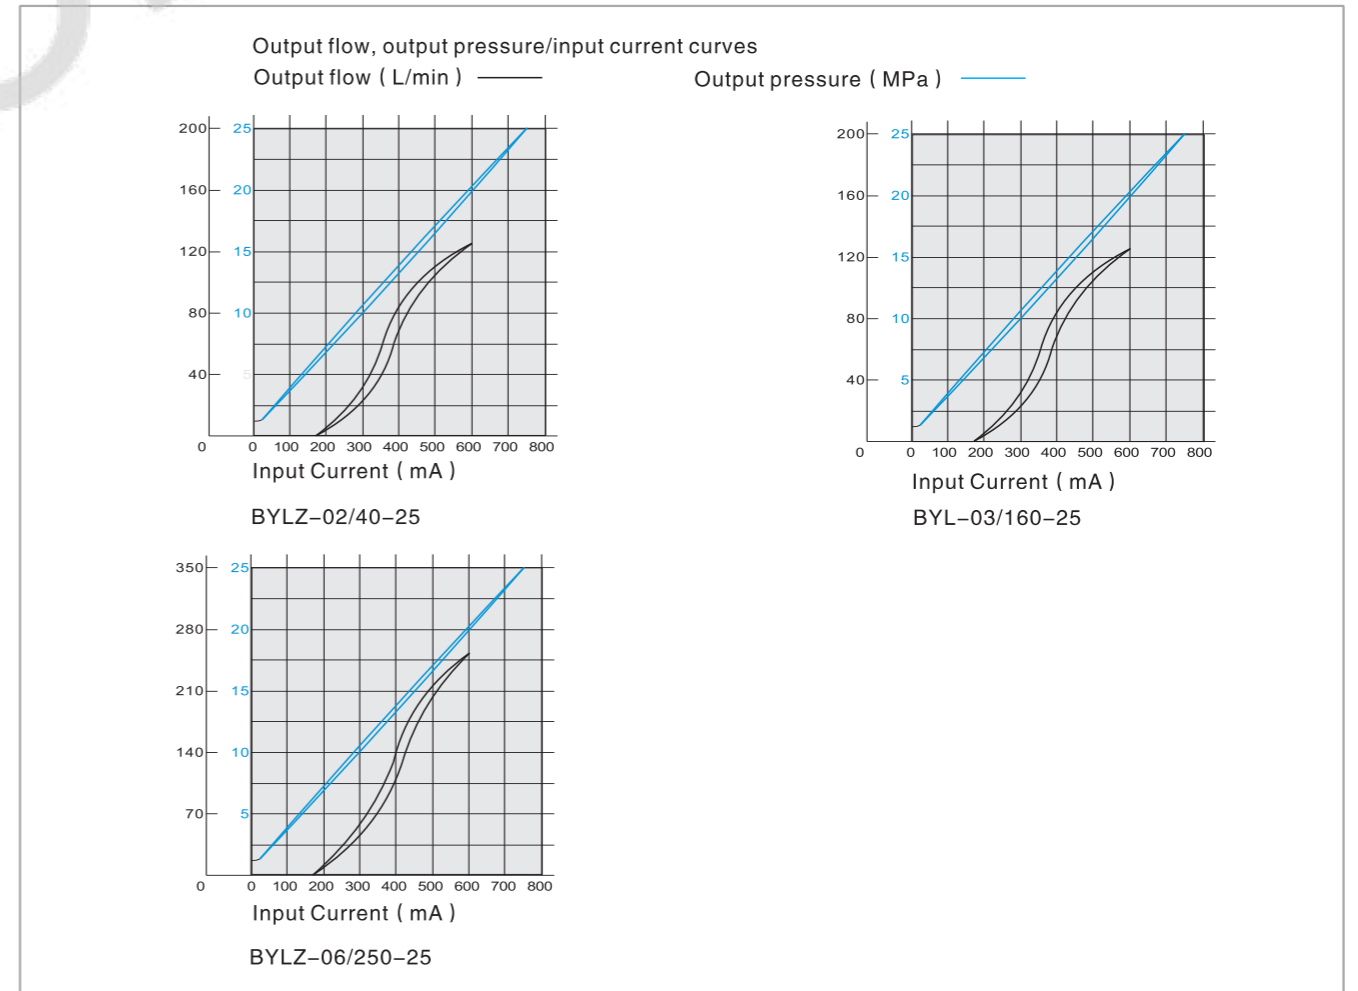 Output flow, output pressure/input current curves
Output flow ( L/min )
Output pressure ( MPa )
200 25
160 20
120 15
80 10
40 5
0 0 100 200 300 400 500 600 700 800
Input Current ( mA )
BYLZ–02/40–25
200 25
160 20
120 15
80 10
40 5
0 0 100 200 300 400 500 600 700 800
Input Current ( mA )
BYL–03/160–25
350 25
280 20
210 15
140 10
70 5
0 0 100 200 300 400 500 600 700 800
Input Current ( mA )
BYLZ–06/250–25